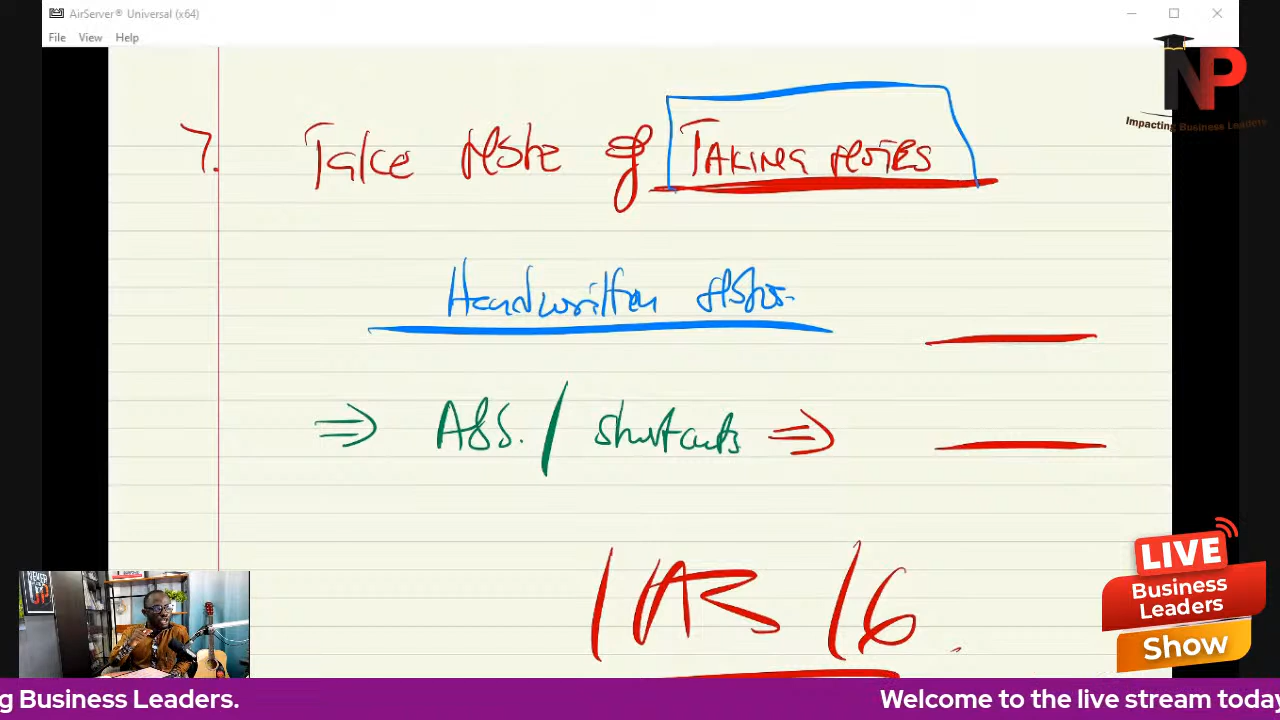 AirServer® Universal (x64)
File View Help
NP
Impacting Business Leaders
7. Take Note of TAKING NOTES
Handwritten Notes.
⇒ Abb. / shortcuts ⇒
IAS 16
LIVE
Business
Leaders
Show
g Business Leaders.
Welcome to the live stream today